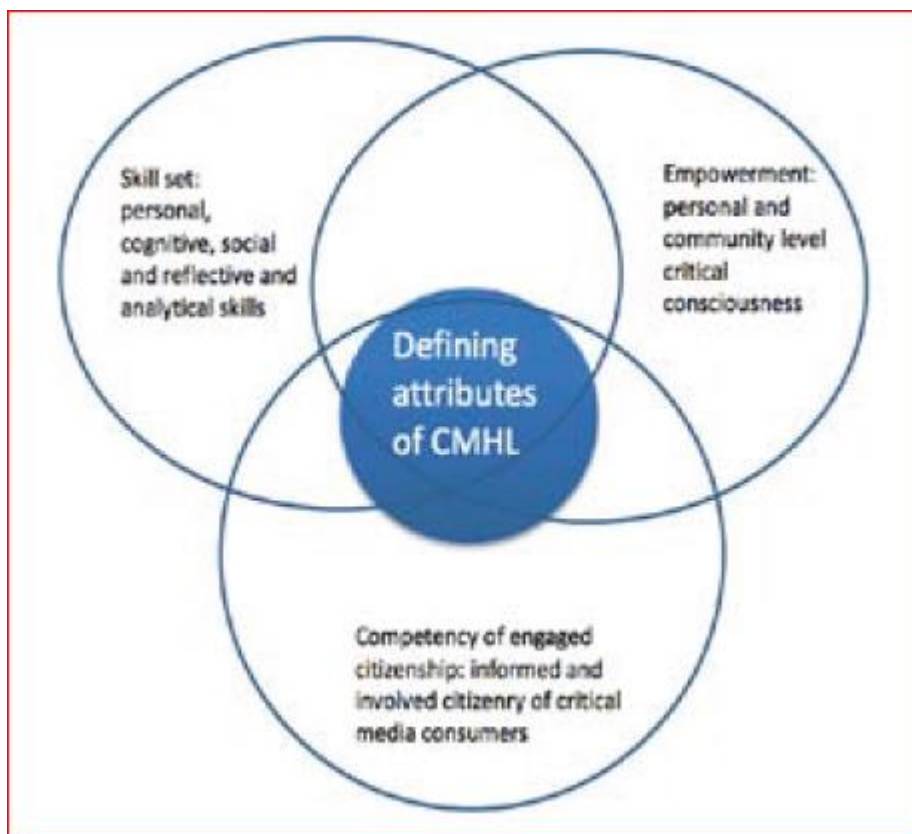 Skill set:
personal,
cognitive, social
and reflective and
analytical skills
Empowerment:
personal and
community level
critical
consciousness
Defining
attributes
of CMHL
Competency of engaged
citizenship: informed and
involved citizenry of critical
media consumers